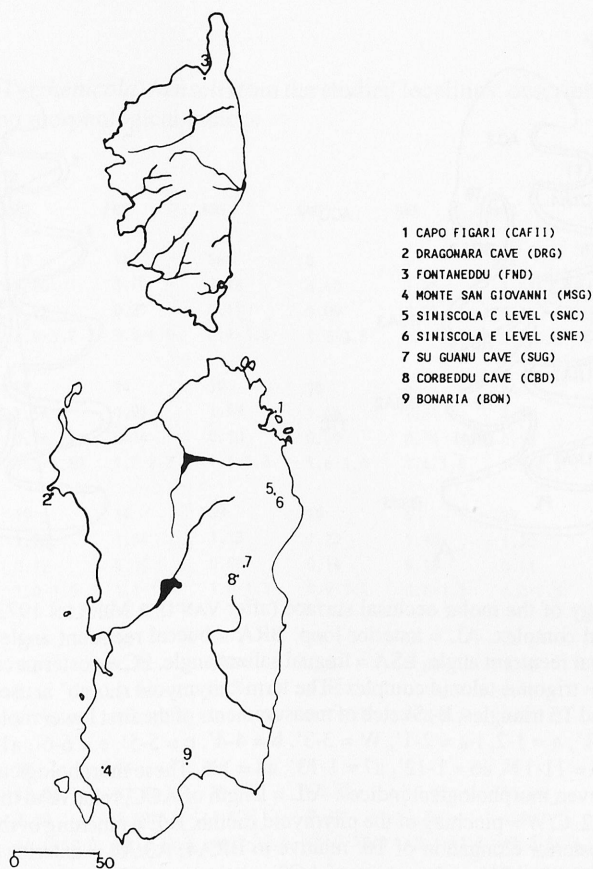 3
1 CAPO FIGARI (CAFII)
2 DRAGONARA CAVE (DRG)
3 FONTANEDDU (FND)
4 MONTE SAN GIOVANNI (MSG)
5 SINISCOLA C LEVEL (SNC)
6 SINISCOLA E LEVEL (SNE)
7 SU GUANU CAVE (SUG)
8 CORBEDDU CAVE (CBD)
9 BONARIA (BON)
1
2
5
6
7
8
9
4
0 50